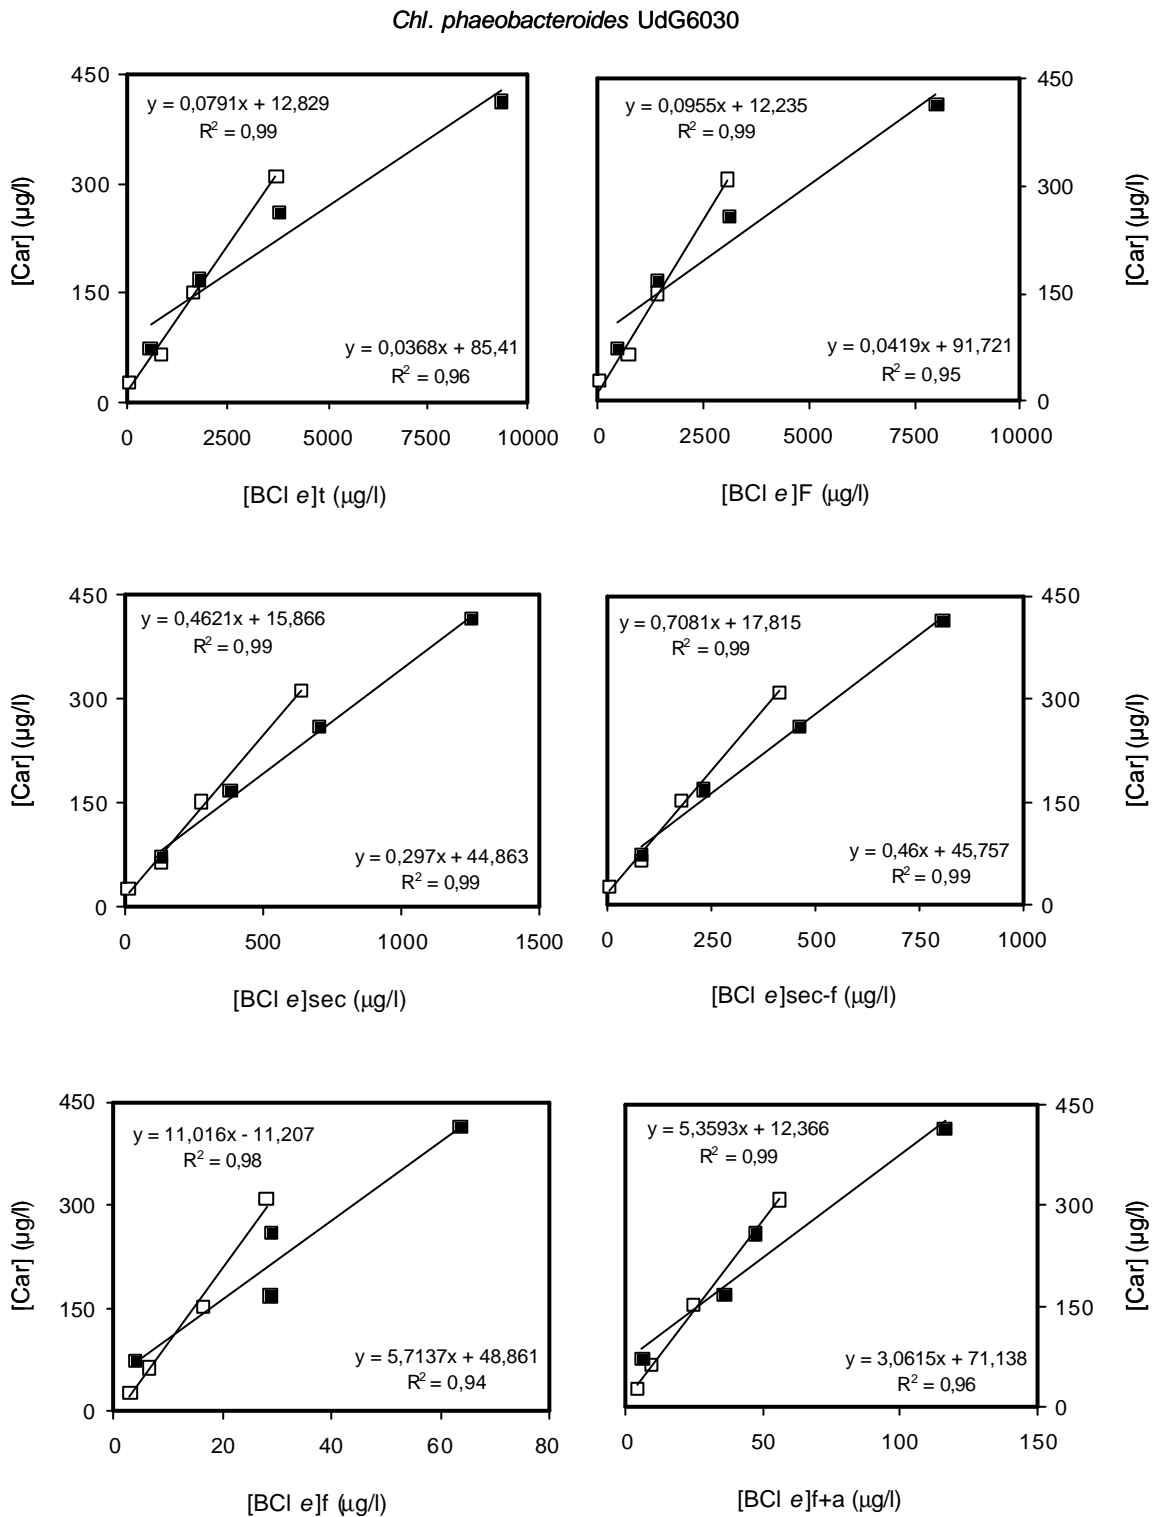 Chl. phaeobacteroides UdG6030
450
300
150
0
[Car] (µg/l)
y = 0,0791x + 12,829
R² = 0,99
y = 0,0368x + 85,41
R² = 0,96
0 2500 5000 7500 10000
[BCl e]t (µg/l)
y = 0,0955x + 12,235
R² = 0,99
y = 0,0419x + 91,721
R² = 0,95
450
300
150
0
[Car] (µg/l)
0 2500 5000 7500 10000
[BCl e]F (µg/l)
450
300
150
0
[Car] (µg/l)
y = 0,4621x + 15,866
R² = 0,99
y = 0,297x + 44,863
R² = 0,99
0 500 1000 1500
[BCl e]sec (µg/l)
y = 0,7081x + 17,815
R² = 0,99
y = 0,46x + 45,757
R² = 0,99
450
300
150
0
[Car] (µg/l)
0 250 500 750 1000
[BCl e]sec-f (µg/l)
450
300
150
0
[Car] (µg/l)
y = 11,016x - 11,207
R² = 0,98
y = 5,7137x + 48,861
R² = 0,94
0 20 40 60 80
[BCl e]f (µg/l)
y = 5,3593x + 12,366
R² = 0,99
y = 3,0615x + 71,138
R² = 0,96
450
300
150
0
[Car] (µg/l)
0 50 100 150
[BCl e]f+a (µg/l)